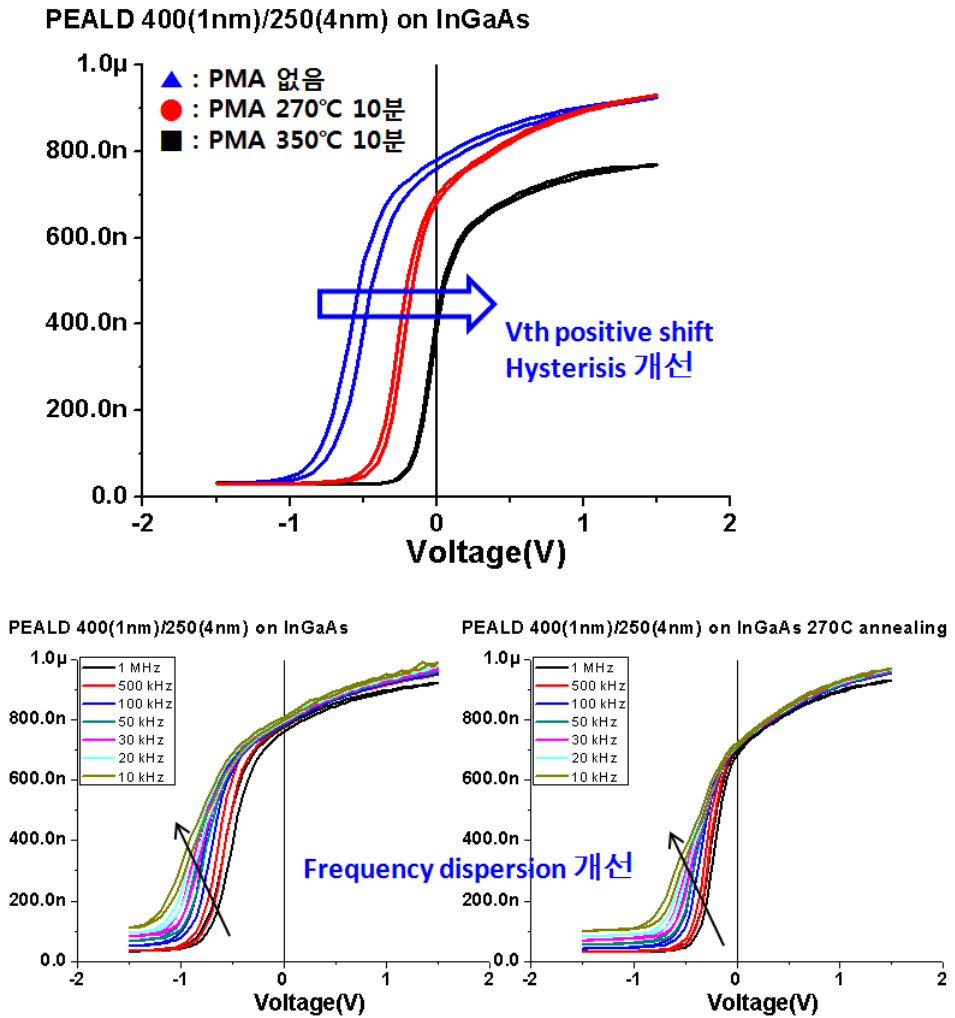 PEALD 400(1nm)/250(4nm) on InGaAs
1.0µ
▲ : PMA 없음
● : PMA 270℃ 10분
■ : PMA 350℃ 10분
800.0n
600.0n
400.0n
Vth positive shift
Hysterisis 개선
200.0n
0.0
-2
-1
0
1
2
Voltage(V)
PEALD 400(1nm)/250(4nm) on InGaAs
1.0µ
1 MHz
500 kHz
100 kHz
50 kHz
30 kHz
20 kHz
10 kHz
800.0n
600.0n
400.0n
200.0n
0.0
-2
-1
0
1
2
Voltage(V)
Frequency dispersion 개선
PEALD 400(1nm)/250(4nm) on InGaAs 270C annealing
1.0µ
1 MHz
500 kHz
100 kHz
50 kHz
30 kHz
20 kHz
10 kHz
800.0n
600.0n
400.0n
200.0n
0.0
-2
-1
0
1
2
Voltage(V)